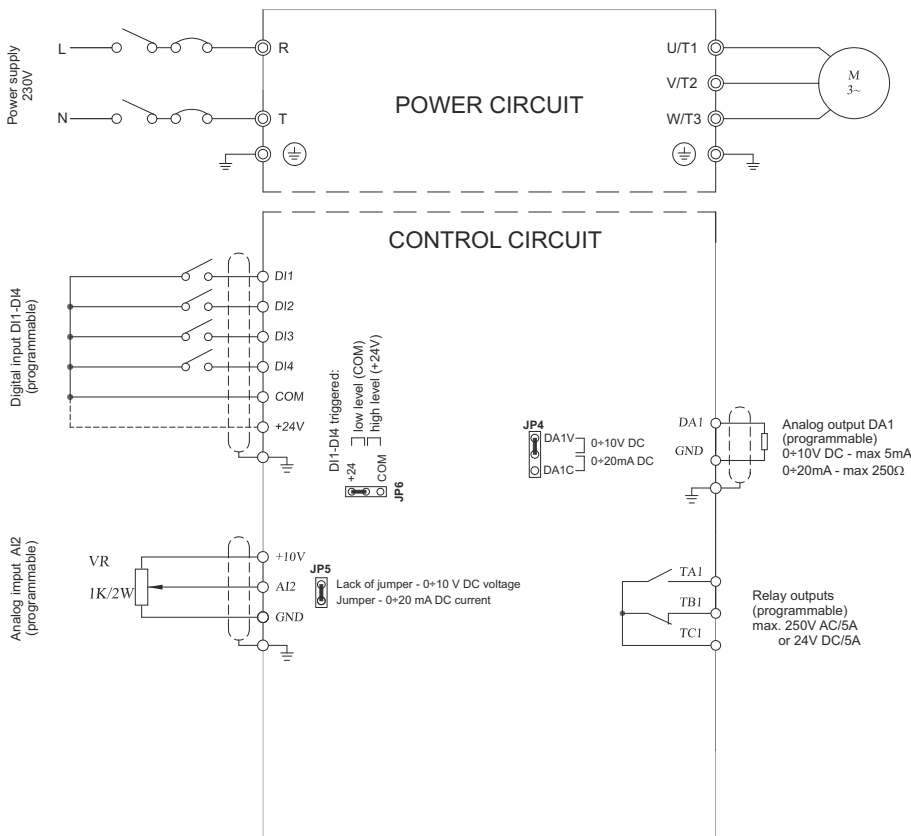 Power supply
230V
L
R
N
T
POWER CIRCUIT
U/T1
V/T2
W/T3
M
3~
CONTROL CIRCUIT
Digital input DI1-DI4
(programmable)
DI1
DI2
DI3
DI4
COM
+24V
DI1-DI4 triggered:
low level (COM)
high level (+24V)
+24
COM
JP6
JP4
DA1V
0÷10V DC
0÷20mA DC
DA1C
DA1
GND
Analog output DA1
(programmable)
0÷10V DC - max 5mA
0÷20mA - max 250Ω
Analog imput AI2
(programmable)
VR
1K/2W
+10V
AI2
GND
JP5
Lack of jumper - 0÷10 V DC voltage
Jumper - 0÷20 mA DC current
TA1
TB1
TC1
Relay outputs
(programmable)
max. 250V AC/5A
or 24V DC/5A